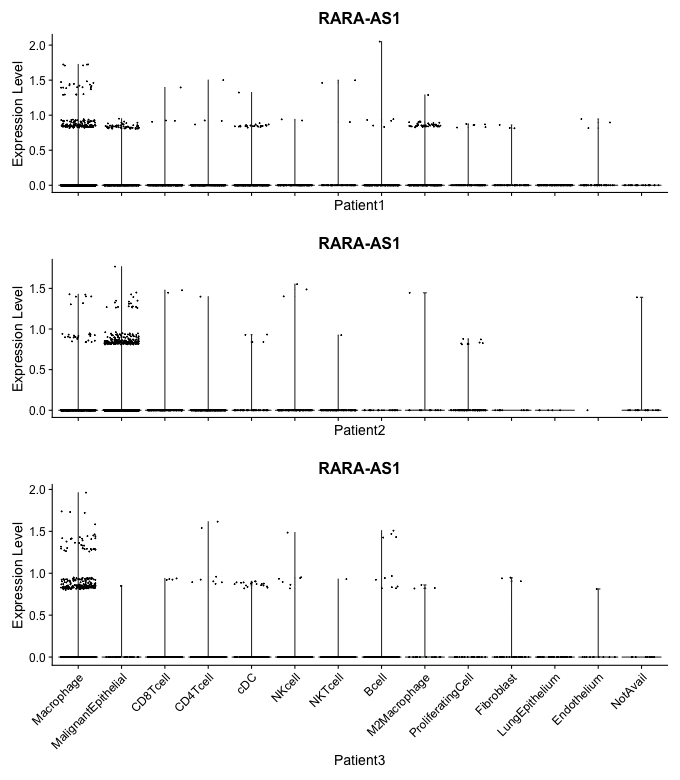 RARA-AS1
Expression Level
2.0
1.5
1.0
0.5
0.0
Patient1
RARA-AS1
Expression Level
1.5
1.0
0.5
0.0
Patient2
RARA-AS1
Expression Level
2.0
1.5
1.0
0.5
0.0
Macrophage
MalignantEpithelial
CD8Tcell
CD4Tcell
cDC
NKcell
NKTcell
Bcell
M2Macrophage
ProliferatingCell
Fibroblast
LungEpithelium
Endothelium
NotAvail
Patient3